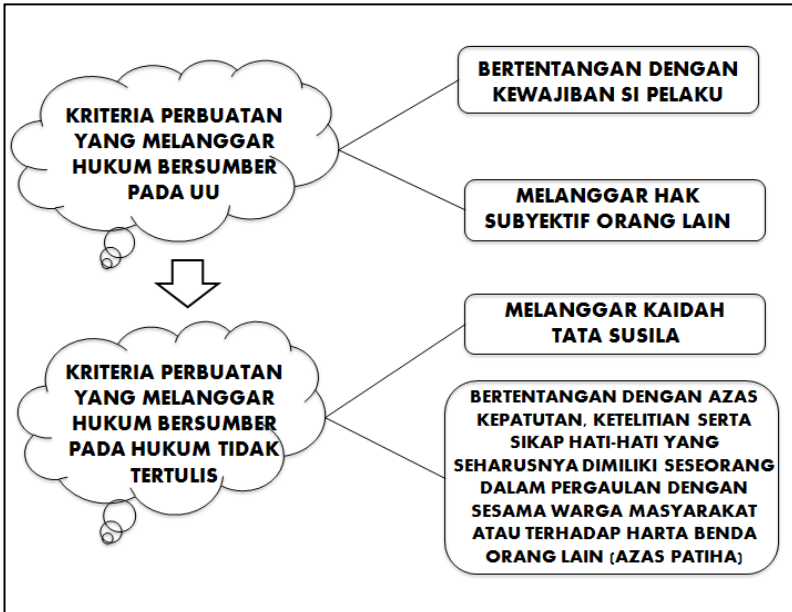 KRITERIA PERBUATAN
YANG MELANGGAR
HUKUM BERSUMBER
PADA UU
BERTENTANGAN DENGAN
KEWAJIBAN SI PELAKU
MELANGGAR HAK
SUBYEKTIF ORANG LAIN
KRITERIA PERBUATAN
YANG MELANGGAR
HUKUM BERSUMBER
PADA HUKUM TIDAK
TERTULIS
MELANGGAR KAIDAH
TATA SUSILA
BERTENTANGAN DENGAN AZAS
KEPATUTAN, KETELITIAN SERTA
SIKAP HATI-HATI YANG
SEHARUSNYA DIMILIKI SESEORANG
DALAM PERGAULAN DENGAN
SESAMA WARGA MASYARAKAT
ATAU TERHADAP HARTA BENDA
ORANG LAIN (AZAS PATIHA)